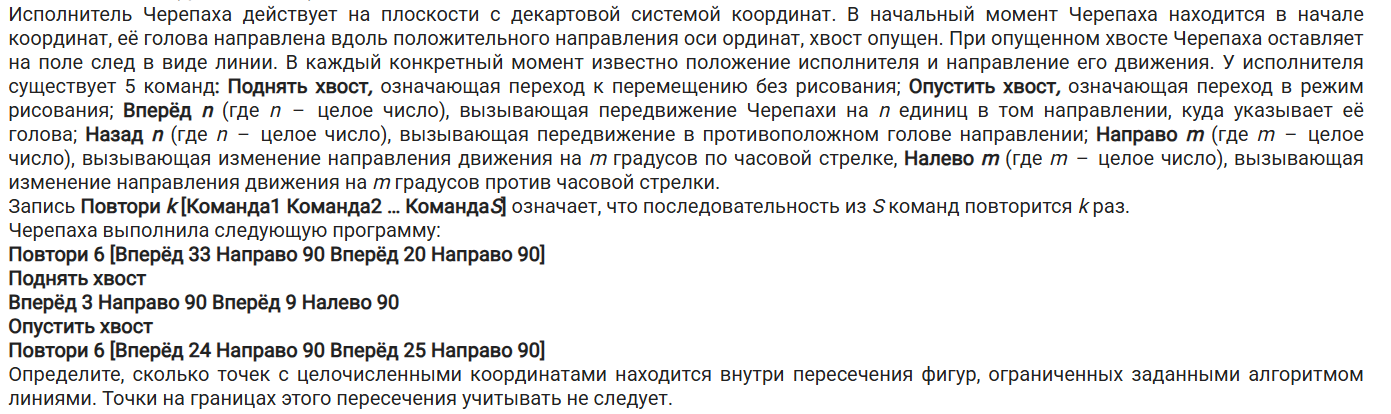 Исполнитель Черепаха действует на плоскости с декартовой системой координат. В начальный момент Черепаха находится в начале
координат, её голова направлена вдоль положительного направления оси ординат, хвост опущен. При опущенном хвосте Черепаха оставляет
на поле след в виде линии. В каждый конкретный момент известно положение исполнителя и направление его движения. У исполнителя
существует 5 команд: Поднять хвост, означающая переход к перемещению без рисования; Опустить хвост, означающая переход в режим
рисования; Вперёд n (где n – целое число), вызывающая передвижение Черепахи на n единиц в том направлении, куда указывает её
голова; Назад n (где n – целое число), вызывающая передвижение в противоположном голове направлении; Направо m (где m – целое
число), вызывающая изменение направления движения на m градусов по часовой стрелке, Налево m (где m – целое число), вызывающая
изменение направления движения на m градусов против часовой стрелки.
Запись Повтори k [Команда1 Команда2 … КомандаS] означает, что последовательность из S команд повторится k раз.
Черепаха выполнила следующую программу:
Повтори 6 [Вперёд 33 Направо 90 Вперёд 20 Направо 90]
Поднять хвост
Вперёд 3 Направо 90 Вперёд 9 Налево 90
Опустить хвост
Повтори 6 [Вперёд 24 Направо 90 Вперёд 25 Направо 90]
Определите, сколько точек с целочисленными координатами находится внутри пересечения фигур, ограниченных заданными алгоритмом
линиями. Точки на границах этого пересечения учитывать не следует.